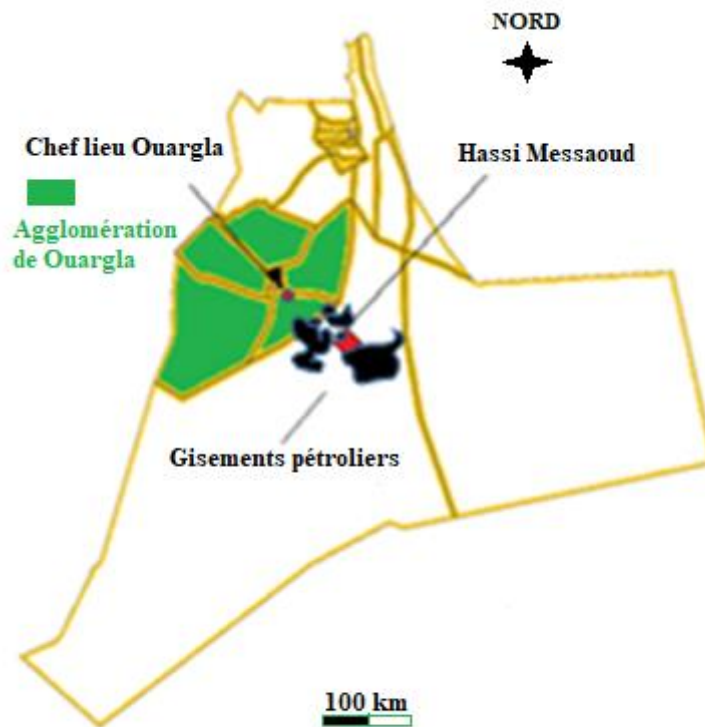 NORD
Chef lieu Ouargla
Hassi Messaoud
Agglomération
de Ouargla
Gisements pétroliers
100 km